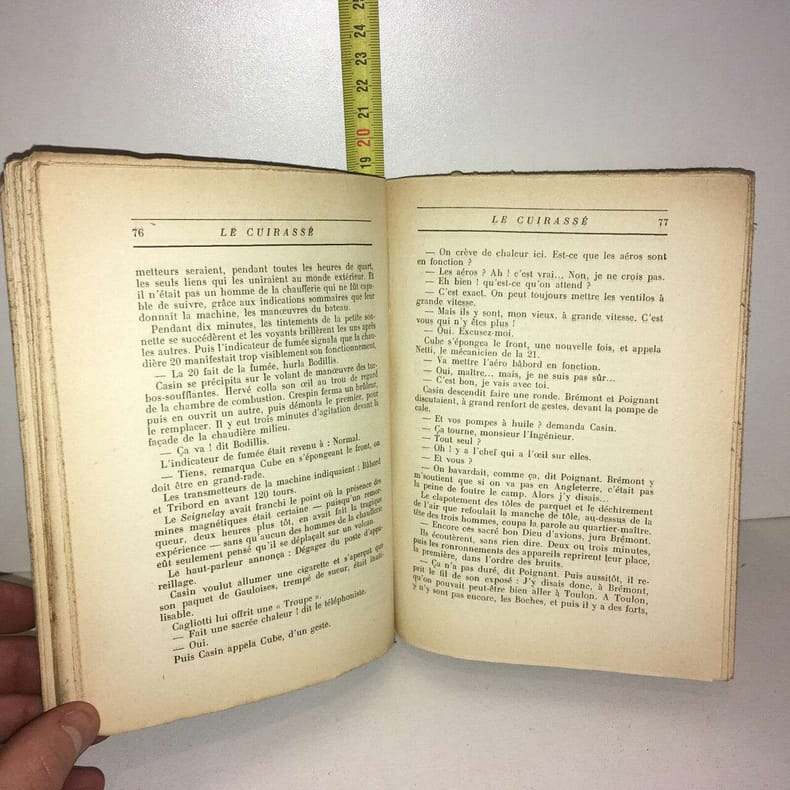 25
24
23
22
21
20
19
76 LE CUIRASSÉ
metteurs seraient, pendant toutes les heures de quart,
les seuls liens qui les uniraient au monde extérieur. Et
il n'était pas un homme de la chaufferie qui ne fût capa-
ble de suivre, grâce aux indications sommaires que leur
donnait la machine, les manœuvres du bateau.
Pendant dix minutes, les tintements de la petite son-
nette se succédèrent et les voyants brillèrent les uns après
les autres. Puis l'indicateur de fumée signala que la chau-
dière 20 manifestait trop visiblement son fonctionnement.
— La 20 fait de la fumée, hurla Bodillis.
Casin se précipita sur le volant de manœuvre des tur-
bos-soufflantes. Hervé colla son œil au trou de regard
de la chambre de combustion. Crespin ferma un brûleur,
puis en ouvrit un autre, puis démonta le premier, pour
le remplacer. Il y eut trois minutes d'agitation devant la
façade de la chaudière milieu.
— Ça va ! dit Bodillis.
L'indicateur de fumée était revenu à : Normal.
— Tiens, remarqua Cube en s'épongeant le front, on
doit être en grand-rade.
Les transmetteurs de la machine indiquaient : Bâbord
et Tribord en avant 120 tours.
Le Seignelay avait franchi le point où la présence des
mines magnétiques était certaine — puisqu'un remor-
queur, deux heures plus tôt, en avait fait la tragique
expérience — sans qu'aucun des hommes de la chaufferie
eût seulement pensé qu'il se déplaçait sur un volcan.
Le haut-parleur annonça : Dégagez du poste d'appa-
reillage.
Casin voulut allumer une cigarette et s'aperçut que
son paquet de Gauloises, trempé de sueur, était inuti-
lisable.
Cagliotti lui offrit une « Troupe ».
— Fait une sacrée chaleur ! dit le téléphoniste.
— Oui.
Puis Casin appela Cube, d'un geste.
LE CUIRASSÉ 77
— On crève de chaleur ici. Est-ce que les aéros sont
en fonction ?
— Les aéros ? Ah ! c'est vrai... Non, je ne crois pas.
— Eh bien ! qu'est-ce qu'on attend ?
— C'est exact. On peut toujours mettre les ventilos à
grande vitesse.
— Mais ils y sont, mon vieux, à grande vitesse. C'est
vous qui n'y êtes plus !
— Oui. Excusez-moi.
Cube s'épongea le front, une nouvelle fois, et appela
Netti, le mécanicien de la 21.
— Va mettre l'aéro bâbord en fonction.
— Oui, maître... mais, je ne suis pas sûr...
— C'est bon, je vais avec toi.
Casin descendit faire une ronde. Brémont et Poignant
discutaient, à grand renfort de gestes, devant la pompe de
cale.
— Et vos pompes à huile ? demanda Casin.
— Ça tourne, monsieur l'Ingénieur.
— Tout seul ?
— Oh ! y a l'chef qui a l'œil sur elles.
— Et vous ?
— On bavardait, comme ça, dit Poignant. Brémont y
m'soutient que si on va pas en Angleterre, c'était pas
la peine de foutre le camp. Alors j'y disais...
Le clapotement des tôles de parquet et le déchirement
de l'air que refoulait la manche de tôle, au-dessus de la
tête des trois hommes, coupa la parole au quartier-maître.
— Encore ces sacré bon Dieu d'avions, jura Brémont.
Ils écoutèrent, sans rien dire. Deux ou trois minutes,
puis les ronronnements des appareils reprirent leur place,
la première, dans l'ordre des bruits.
— Ça n'a pas duré, dit Poignant. Puis aussitôt, il re-
prit le fil de son exposé : J'y disais donc, à Brémont,
qu'on pouvait peut-être bien aller à Toulon. A Toulon,
y n'y sont pas encore, les Boches, et puis il y a des forts,